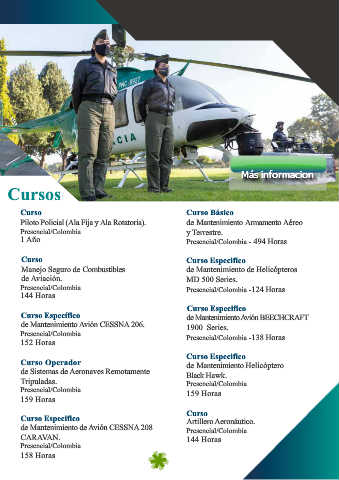 PNC 0927
CIA
Más informacion
Cursos
Curso
Piloto Policial (Ala Fija y Ala Rotatoria).
Presencial/Colombia
1 Año
Curso
Manejo Seguro de Combustibles
de Aviación.
Presencial/Colombia
144 Horas
Curso Específico
de Mantenimiento Avión CESSNA 206.
Presencial/Colombia
152 Horas
Curso Operador
de Sistemas de Aeronaves Remotamente
Tripuladas.
Presencial/Colombia
159 Horas
Curso Específico
de Mantenimiento de Avión CESSNA 208
CARAVAN.
Presencial/Colombia
158 Horas
Curso Básico
de Mantenimiento Armamento Aéreo
y Terrestre.
Presencial/Colombia - 494 Horas
Curso Específico
de Mantenimiento de Helicópteros
MD 500 Series.
Presencial/Colombia -124 Horas
Curso Específico
de Mantenimiento Avión BEECHCRAFT
1900 Series.
Presencial/Colombia -138 Horas
Curso Específico
de Mantenimiento Helicóptero
Black Hawk.
Presencial/Colombia
159 Horas
Curso
Artillero Aeronáutico.
Presencial/Colombia
144 Horas